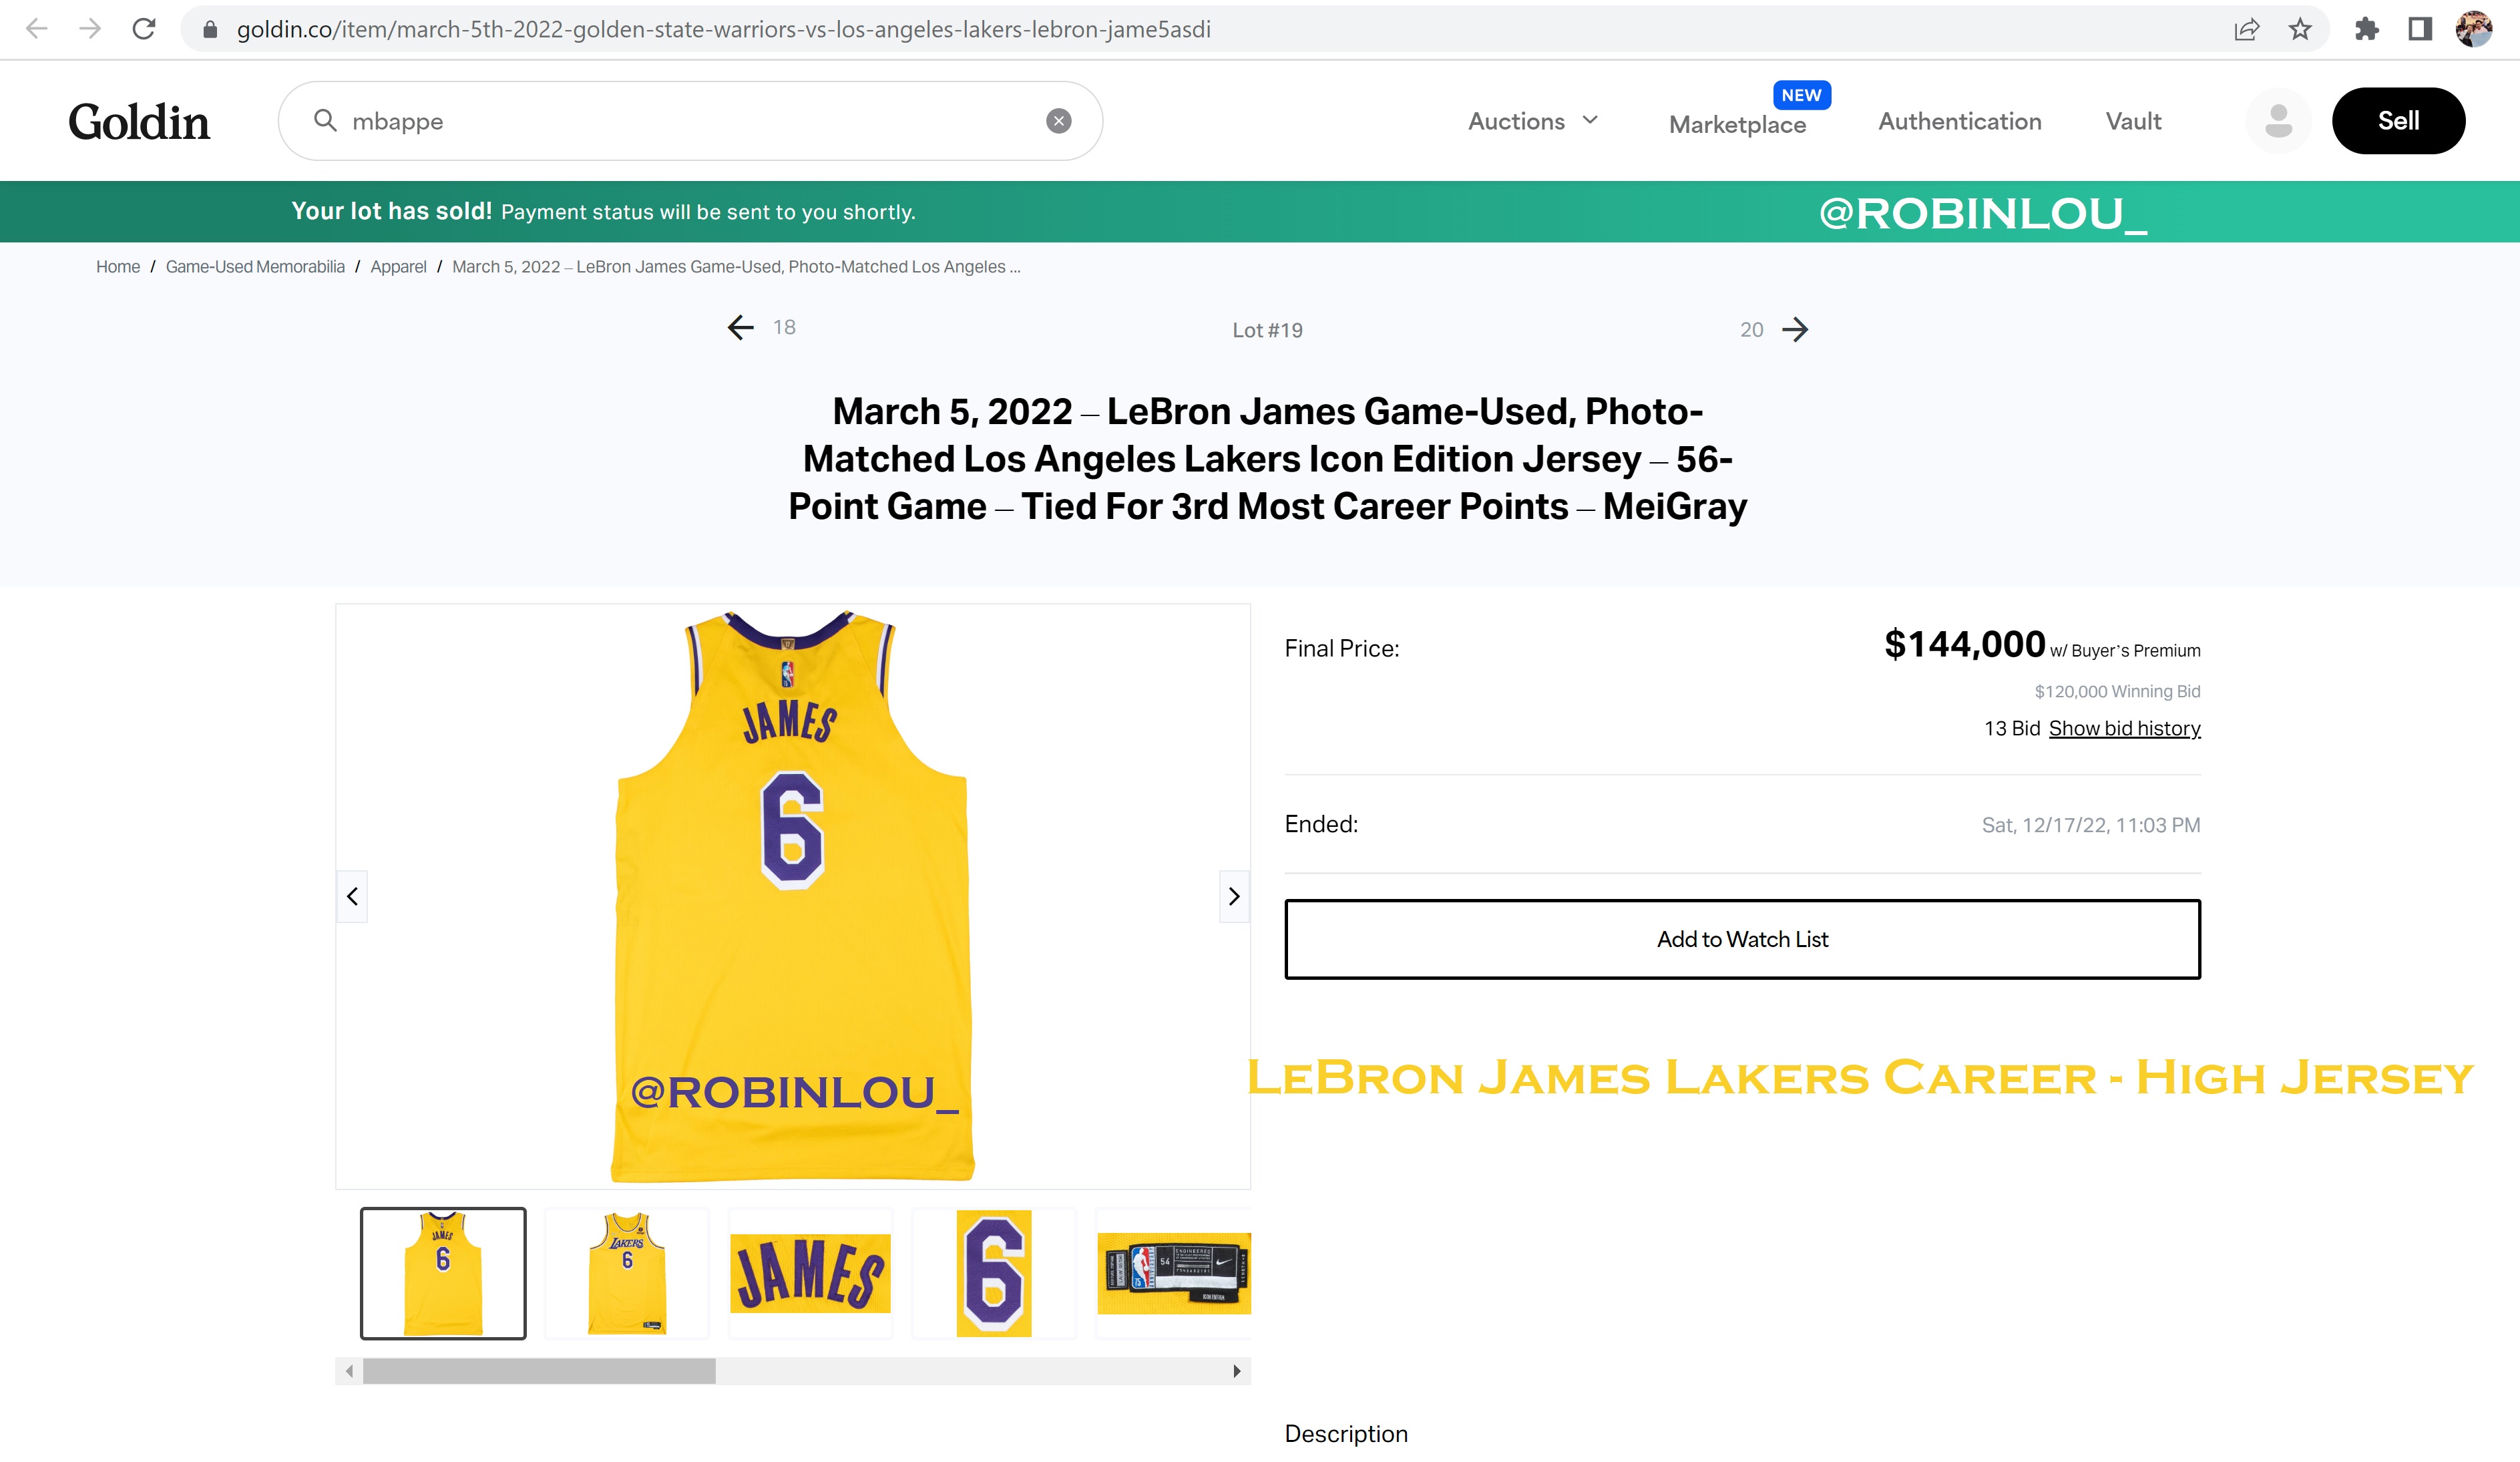 goldin.co/item/march-5th-2022-golden-state-warriors-vs-los-angeles-lakers-lebron-jame5asdi
Goldin
mbappe
Auctions
NEW
Marketplace
Authentication
Vault
Sell
Your lot has sold! Payment status will be sent to you shortly.
@ROBINLOU_
Home / Game-Used Memorabilia / Apparel / March 5, 2022 – LeBron James Game-Used, Photo-Matched Los Angeles ...
18
Lot #19
20
March 5, 2022 – LeBron James Game-Used, Photo-
Matched Los Angeles Lakers Icon Edition Jersey – 56-
Point Game – Tied For 3rd Most Career Points – MeiGray
JAMES
6
@ROBINLOU_
Final Price:
$144,000 w/ Buyer's Premium
$120,000 Winning Bid
13 Bid Show bid history
Ended:
Sat, 12/17/22, 11:03 PM
Add to Watch List
LeBron James Lakers Career - High Jersey
JAMES
6
LAKERS
6
JAMES
6
54
ENGINEERED
ICON EDITION
Description